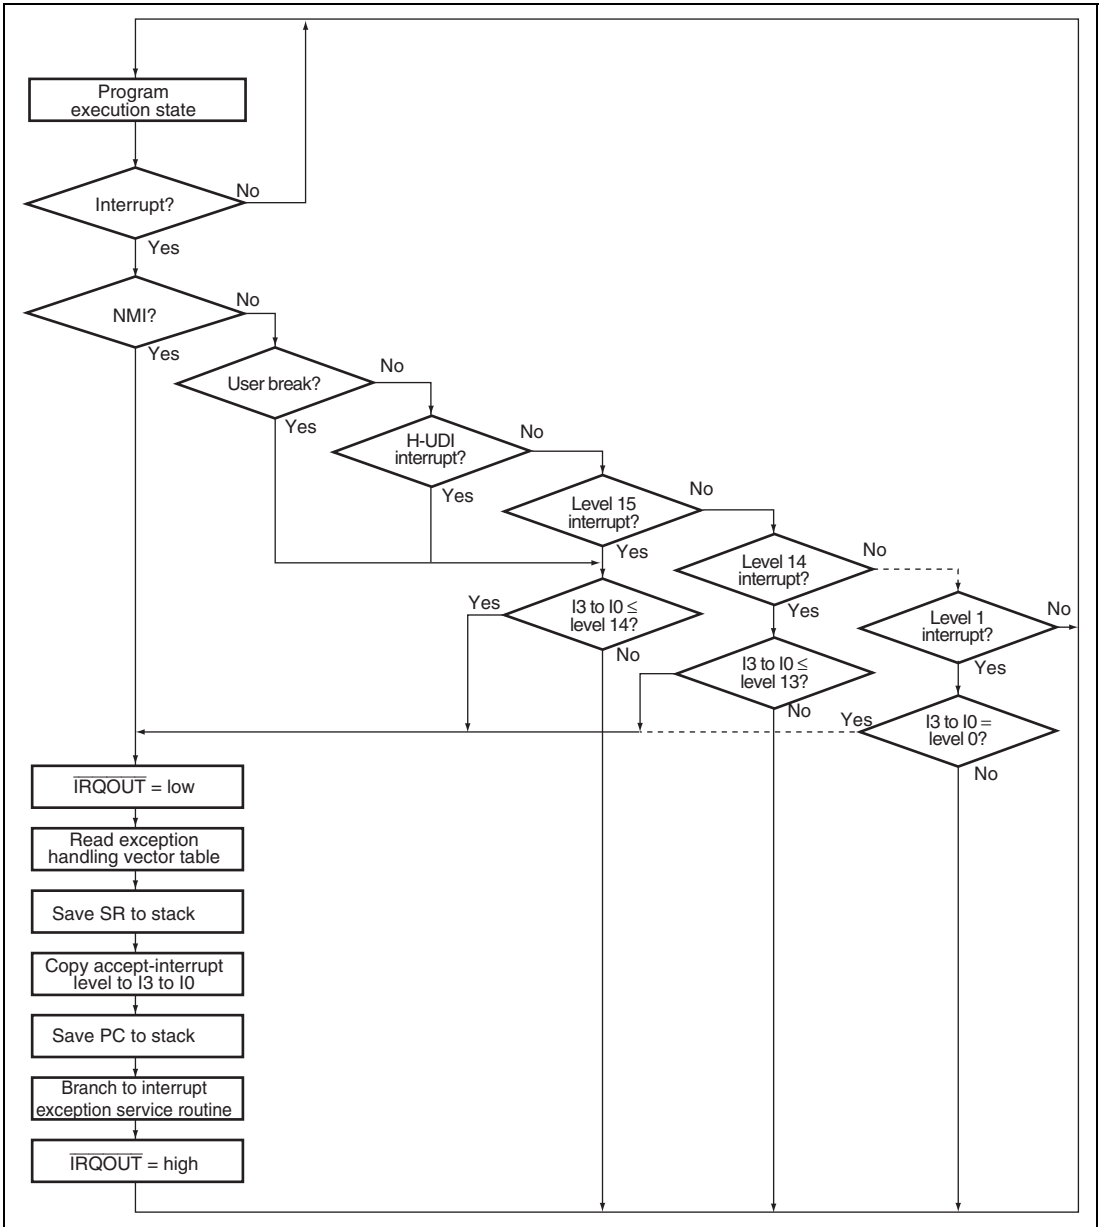 Program
execution state
Interrupt?
No
Yes
NMI?
No
Yes
User break?
No
Yes
H-UDI
interrupt?
No
Yes
Level 15
interrupt?
No
Yes
Level 14
interrupt?
No
Yes
Level 1
interrupt?
No
Yes
I3 to I0 ≤
level 14?
Yes
No
I3 to I0 ≤
level 13?
No
Yes
I3 to I0 =
level 0?
No
IRQOUT = low
Read exception
handling vector table
Save SR to stack
Copy accept-interrupt
level to I3 to I0
Save PC to stack
Branch to interrupt
exception service routine
IRQOUT = high